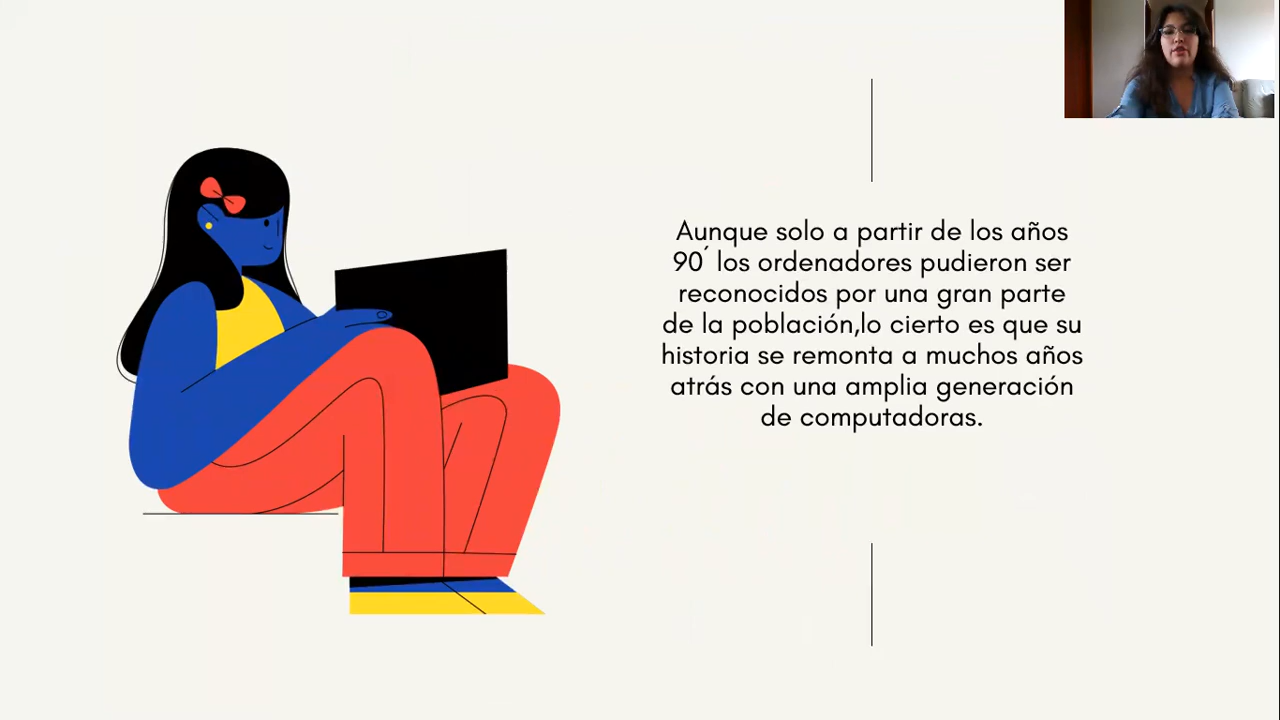 Aunque solo a partir de los años
90´ los ordenadores pudieron ser
reconocidos por una gran parte
de la población,lo cierto es que su
historia se remonta a muchos años
atrás con una amplia generación
de computadoras.